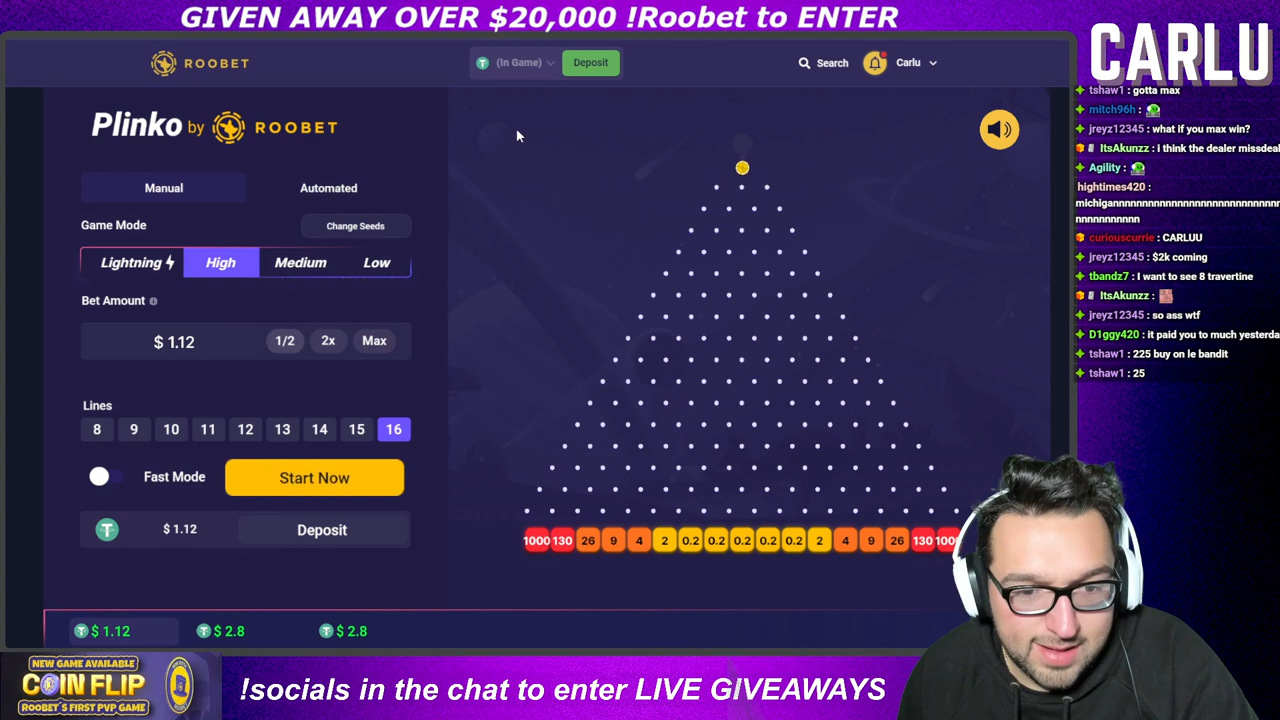 GIVEN AWAY OVER $20,000 !Roobet to ENTER
CARLU
ROOBET
(In Game)
Deposit
Search
Carlu
Plinko by ROOBET
Manual
Automated
Game Mode
Change Seeds
Lightning High Medium Low
Bet Amount
$ 1.12
1/2 2x Max
Lines
8 9 10 11 12 13 14 15 16
Fast Mode
Start Now
$ 1.12
Deposit
1000 130 26 9 4 2 0.2 0.2 0.2 0.2 0.2 2 4 9 26 130
$ 1.12 $ 2.8 $ 2.8
tshaw1 : gotta max
mitch96h :
jreyz12345 : what if you max win?
ItsAkunzz : i think the dealer
Agility :
hightimes420 :
curiouscurrie : CARLUU
jreyz12345 : $2k coming
tbandz7 : I want to see 8 travertine
ItsAkunzz :
jreyz12345 : so ass wtf
D1ggy420 : it paid you to much
tshaw1 : 225 buy on le bandit
tshaw1 : 25
NEW GAME AVAILABLE
COIN FLIP
ROOBET'S FIRST PVP GAME
!socials in the chat to enter LIVE GIVEAWAYS